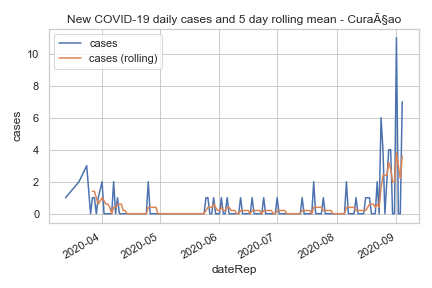 New COVID-19 daily cases and 5 day rolling mean - CuraÃ§ao
cases
cases (rolling)
10
8
6
4
2
0
cases
2020-04
2020-05
2020-06
2020-07
2020-08
2020-09
dateRep